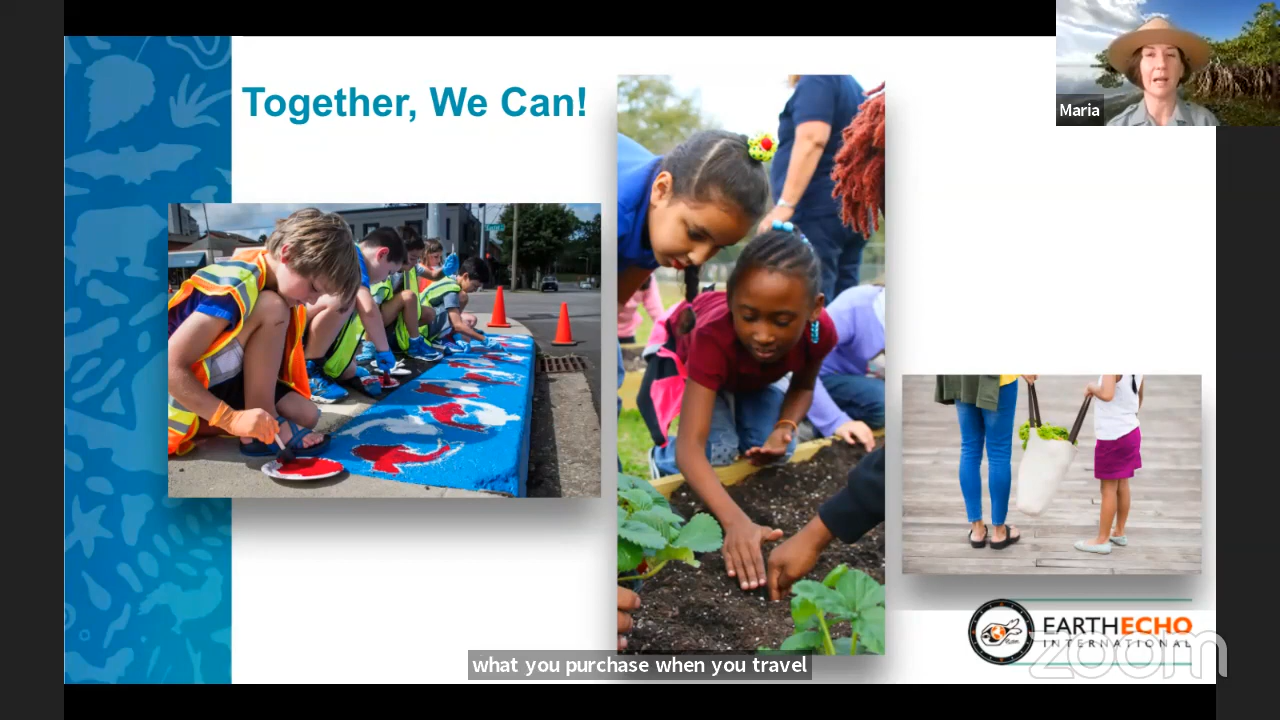 Together, We Can!
Maria
EARTHECHO
INTERNATIONAL
zoom
what you purchase when you travel